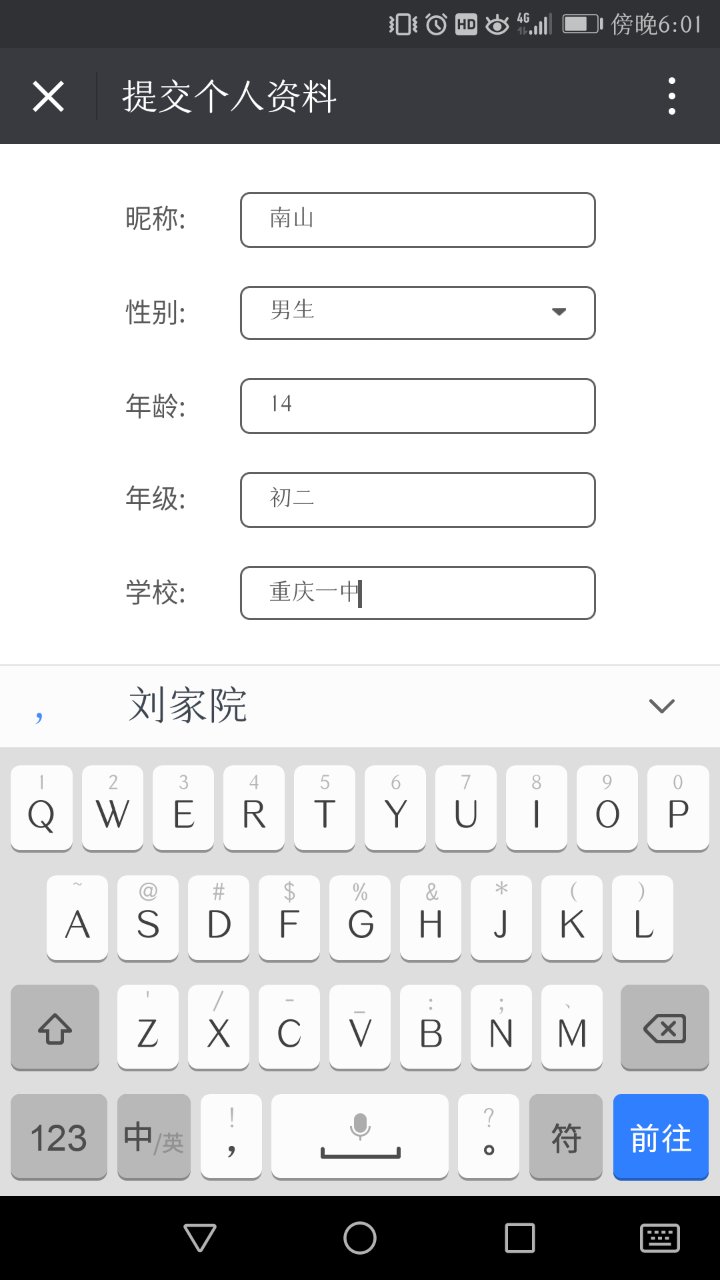 HD 4G 傍晚6:01
提交个人资料
昵称: 南山
性别: 男生
年龄: 14
年级: 初二
学校: 重庆一中
， 刘家院
1 2 3 4 5 6 7 8 9 0
Q W E R T Y U I O P
~ @ # $ % & * ( )
A S D F G H J K L
' / - _ : ; 、
Z X C V B N M
! ?
123 中/英 ， 。 符 前往